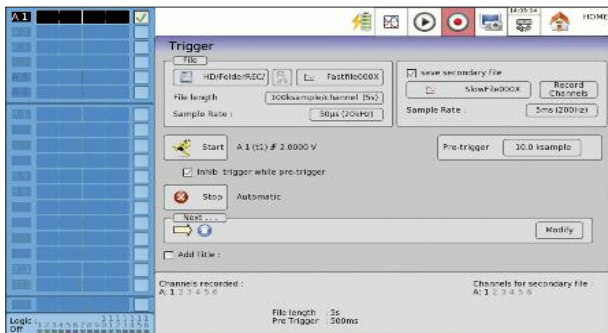 A 1
14:05:14
HOME
Trigger
File
HD/FolderREC/
Fastfile000X
File length
100ksample/channel (5s)
Sample Rate :
50µs (20kHz)
save secondary file
SlowFile000X
Record Channels
Sample Rate :
5ms (200Hz)
Start
A 1 (t1) 2.0000 V
Pre-trigger
10.0 ksample
Inhib trigger while pre-trigger
Stop
Automatic
Next ...
Modify
Add Title :
Channels recorded :
A: 1 2 3 4 5 6
Channels for secondary file :
A: 1 2 3 4 5 6
File length : 5s
Pre Trigger : 500ms
Logic :
Off